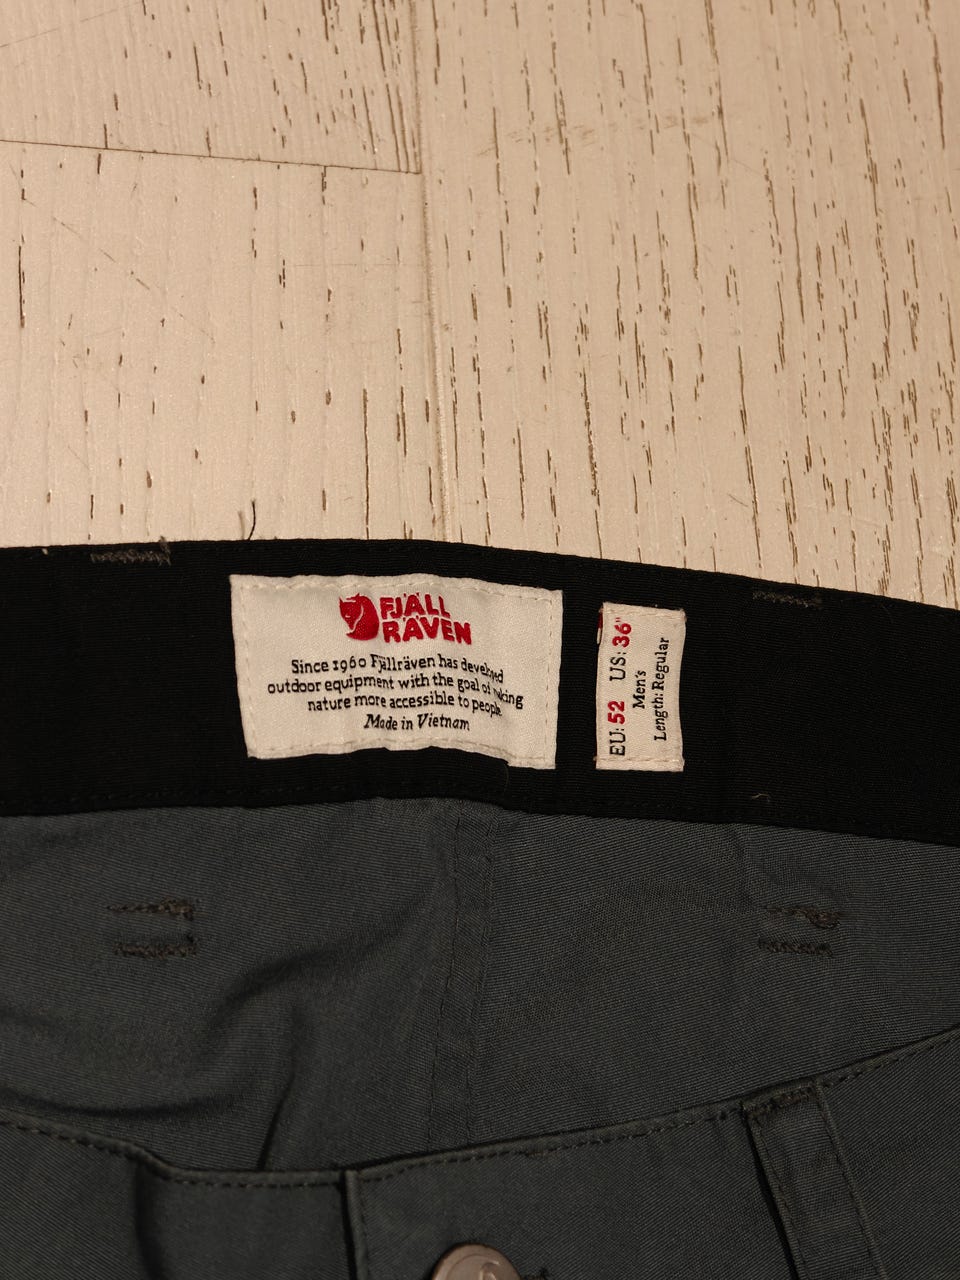 FJÄLL
RÄVEN
Since 1960 Fjällräven has developed
outdoor equipment with the goal of making
nature more accessible to people.
Made in Vietnam
EU: 52 US: 36"
Men's
Length: Regular